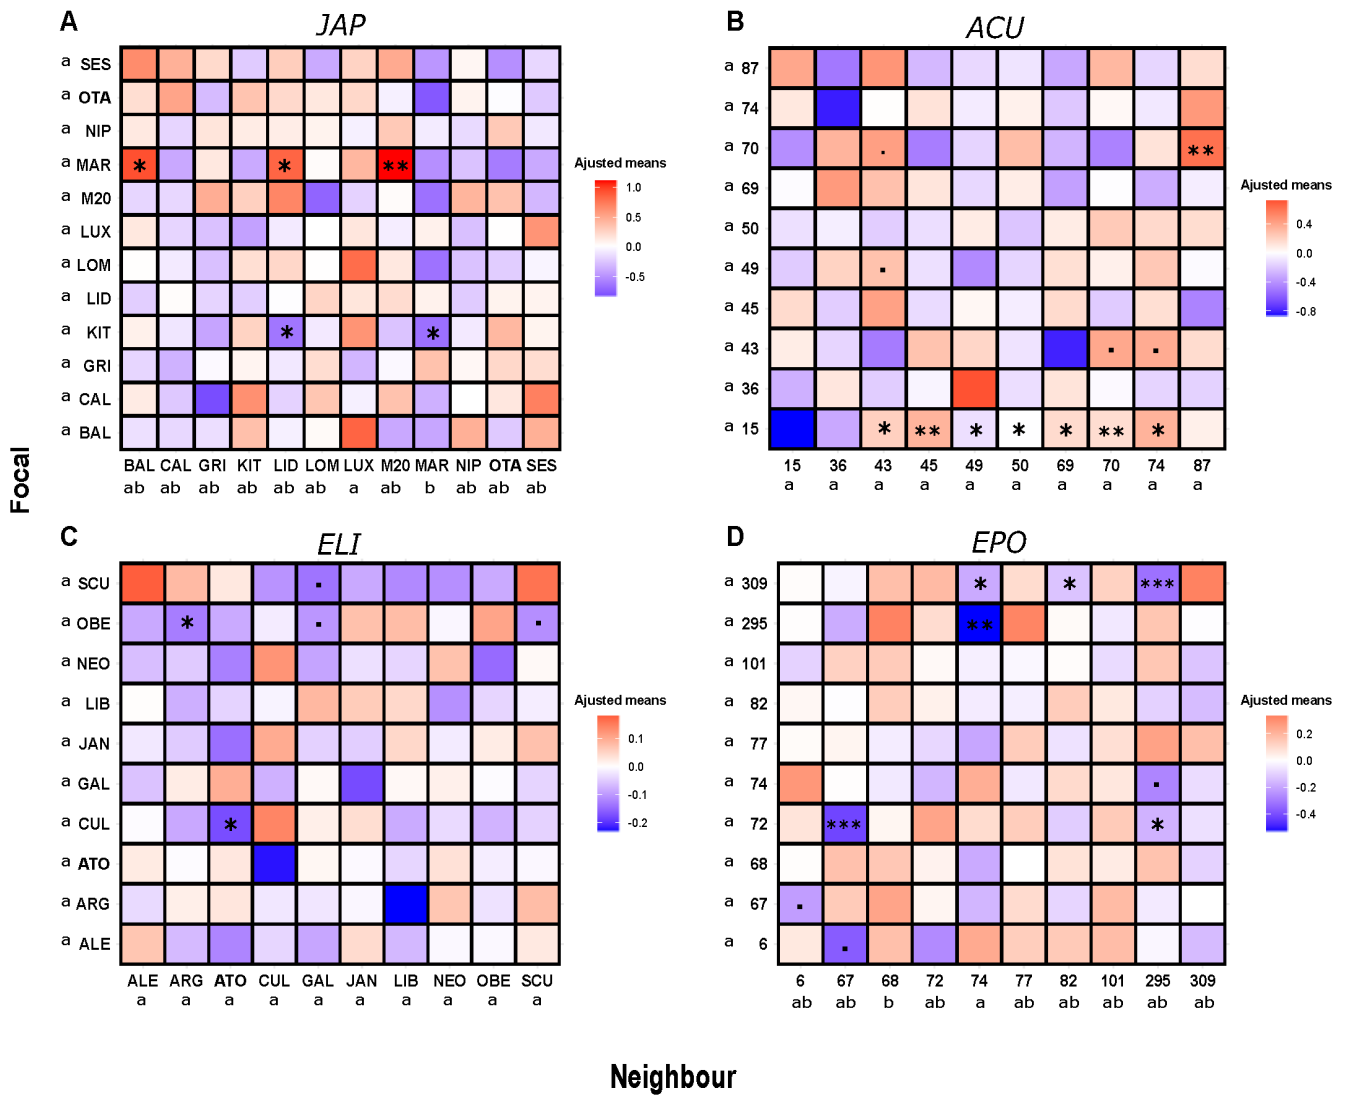 A
JAP
a SES
a OTA
a NIP
a MAR * * **
a M20
a LUX
a LOM
a LID
a KIT * *
a GRI
a CAL
a BAL
BAL CAL GRI KIT LID LOM LUX M20 MAR NIP OTA SES
ab ab ab ab ab ab a ab b ab ab ab
Ajusted means
1.0
0.5
0.0
-0.5
B
ACU
a 87
a 74
a 70 . **
a 69
a 50
a 49 .
a 45
a 43 . .
a 36
a 15 * ** * * * ** *
15 36 43 45 49 50 69 70 74 87
a a a a a a a a a a
Ajusted means
0.4
0.0
-0.4
-0.8
Focal
C
ELI
a SCU .
a OBE * . .
a NEO
a LIB
a JAN
a GAL
a CUL *
a ATO
a ARG
a ALE
ALE ARG ATO CUL GAL JAN LIB NEO OBE SCU
a a a a a a a a a a
Ajusted means
0.1
0.0
-0.1
-0.2
D
EPO
a 309 * * ***
a 295 **
a 101
a 82
a 77
a 74 .
a 72 *** *
a 68
a 67 .
a 6 .
6 67 68 72 74 77 82 101 295 309
ab ab b ab a ab ab ab ab ab
Ajusted means
0.2
0.0
-0.2
-0.4
Neighbour